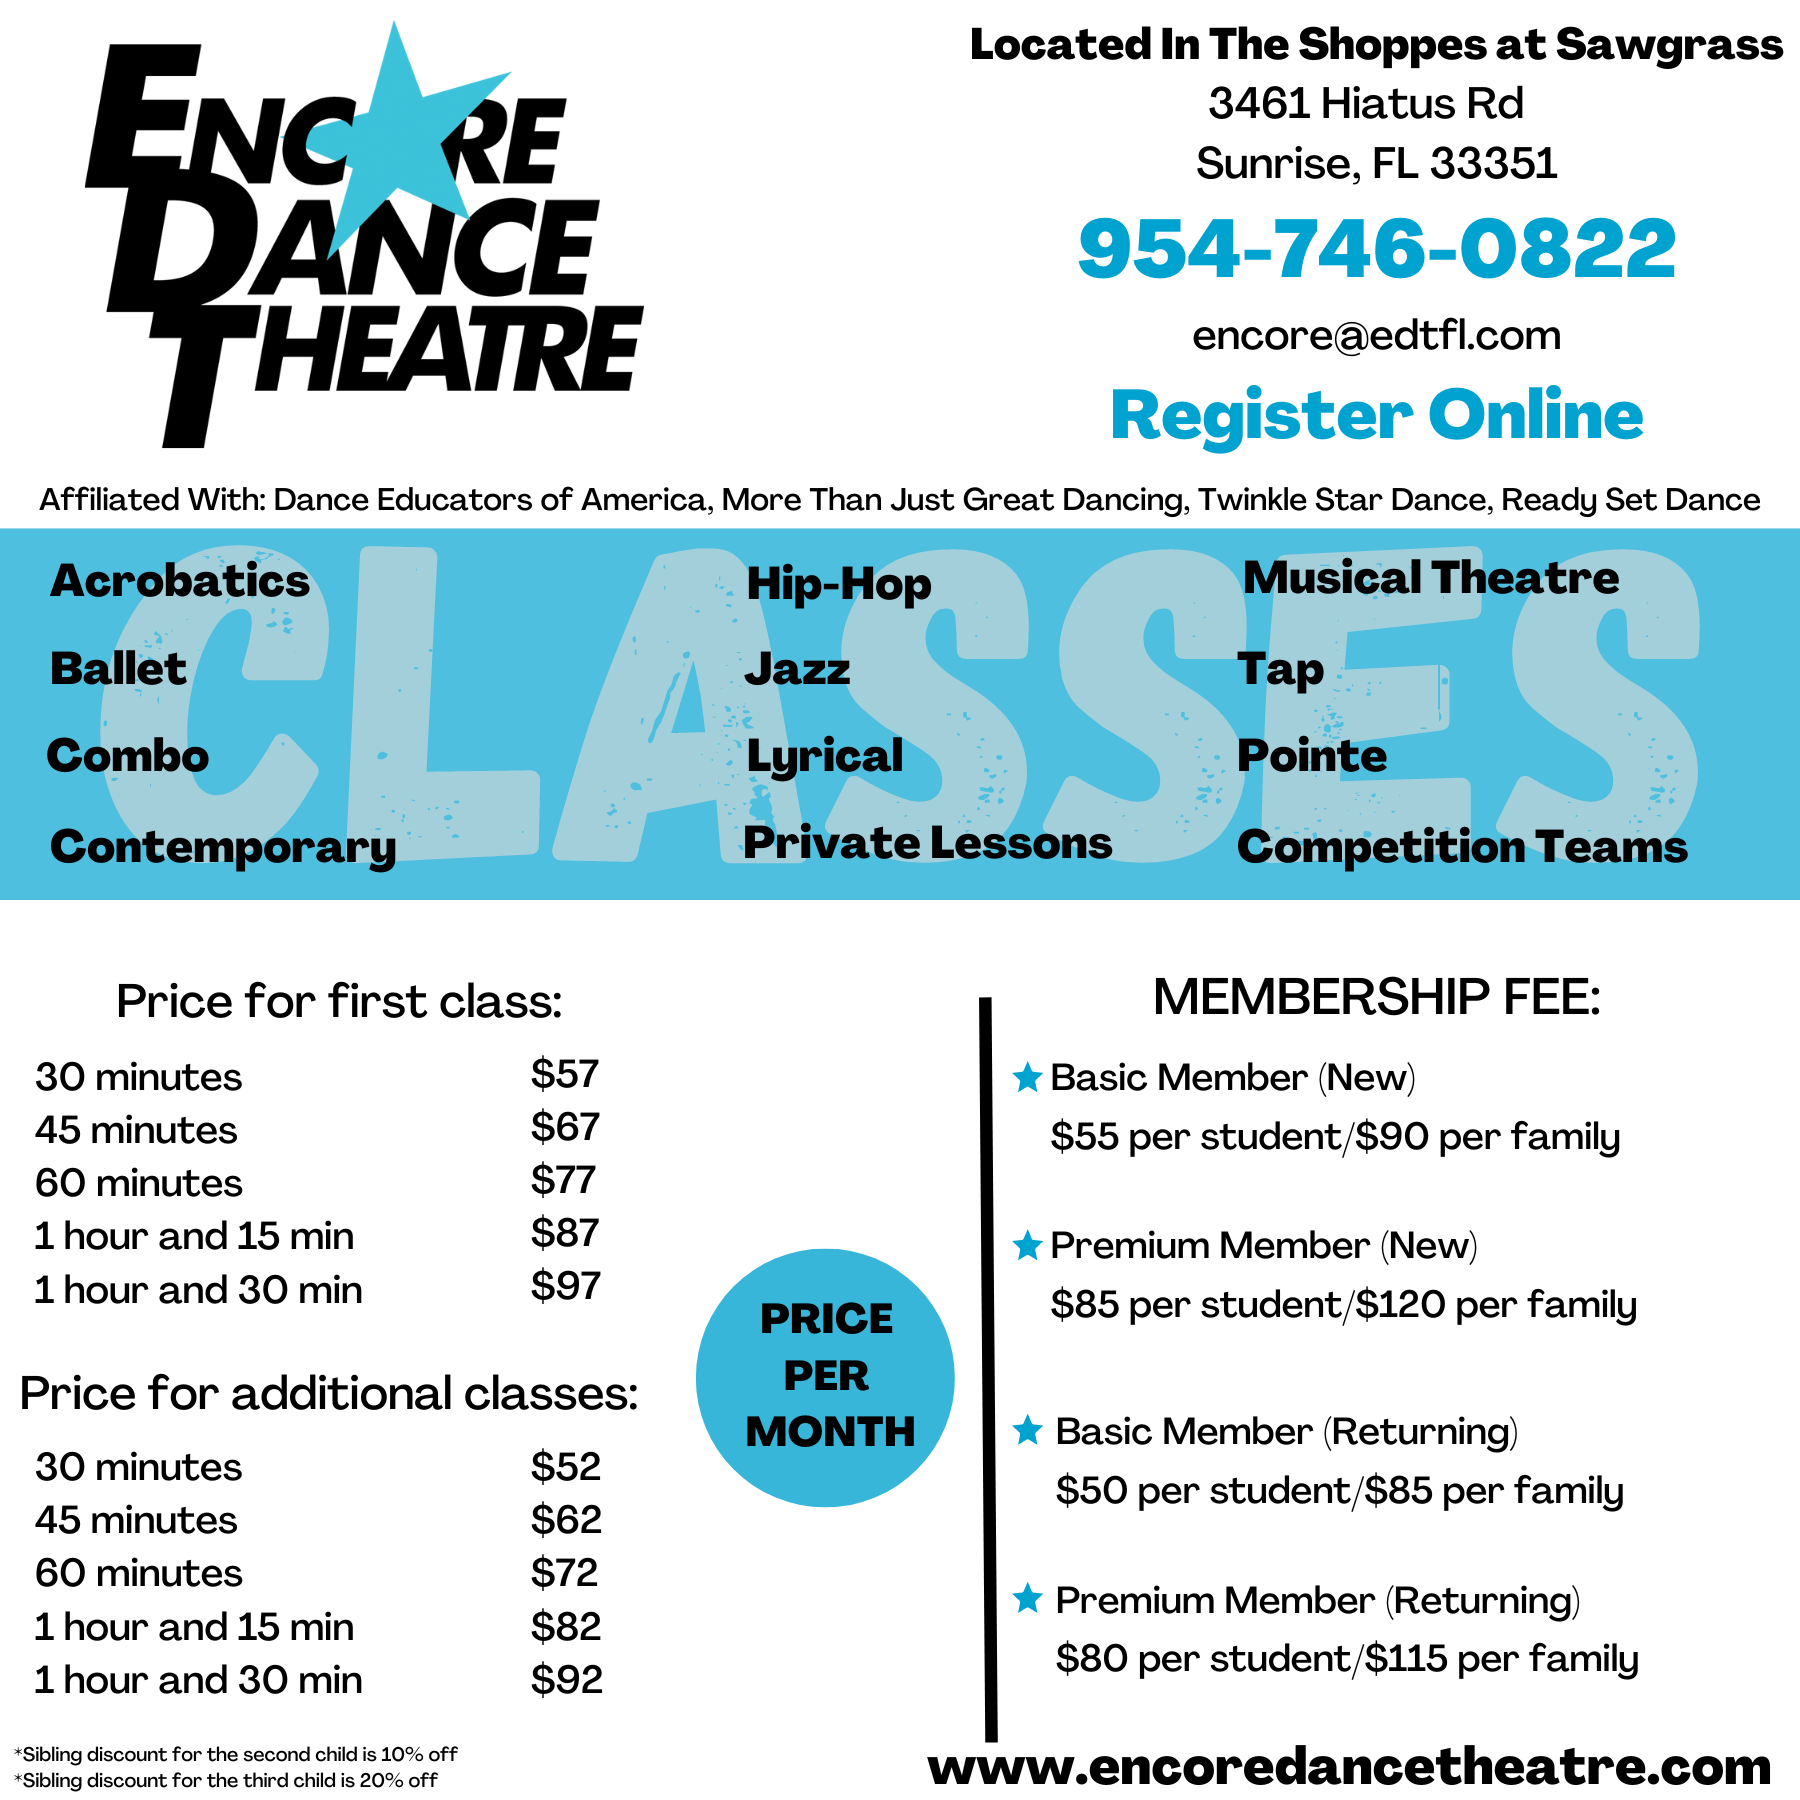 ENCORE
DANCE
THEATRE
Located In The Shoppes at Sawgrass
3461 Hiatus Rd
Sunrise, FL 33351
954-746-0822
encore@edtfl.com
Register Online
Affiliated With: Dance Educators of America, More Than Just Great Dancing, Twinkle Star Dance, Ready Set Dance
CLASSES
Acrobatics
Ballet
Combo
Contemporary
Hip-Hop
Jazz
Lyrical
Private Lessons
Musical Theatre
Tap
Pointe
Competition Teams
Price for first class:
30 minutes $57
45 minutes $67
60 minutes $77
1 hour and 15 min $87
1 hour and 30 min $97
Price for additional classes:
30 minutes $52
45 minutes $62
60 minutes $72
1 hour and 15 min $82
1 hour and 30 min $92
*Sibling discount for the second child is 10% off
*Sibling discount for the third child is 20% off
PRICE
PER
MONTH
MEMBERSHIP FEE:
Basic Member (New)
$55 per student/$90 per family
Premium Member (New)
$85 per student/$120 per family
Basic Member (Returning)
$50 per student/$85 per family
Premium Member (Returning)
$80 per student/$115 per family
www.encoredancetheatre.com